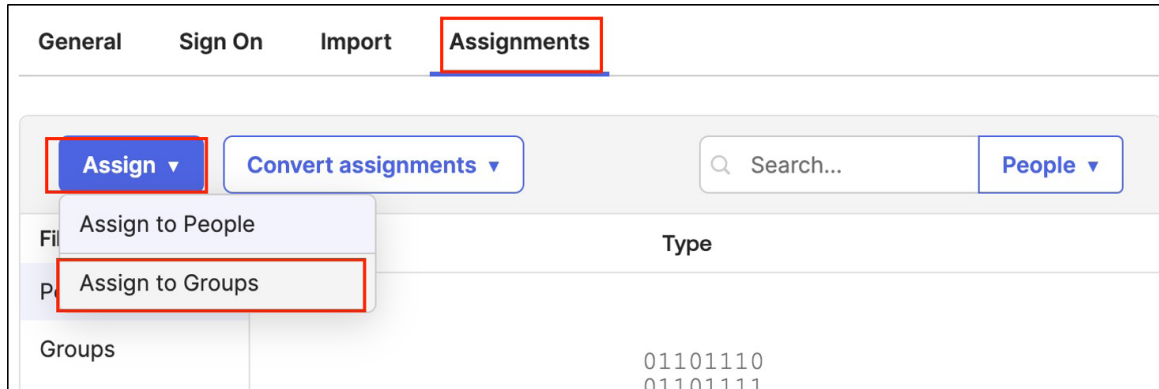 General Sign On Import Assignments
Assign ▾ Convert assignments ▾ Search... People ▾
Assign to People
Type
Assign to Groups
Groups
01101110
01101111